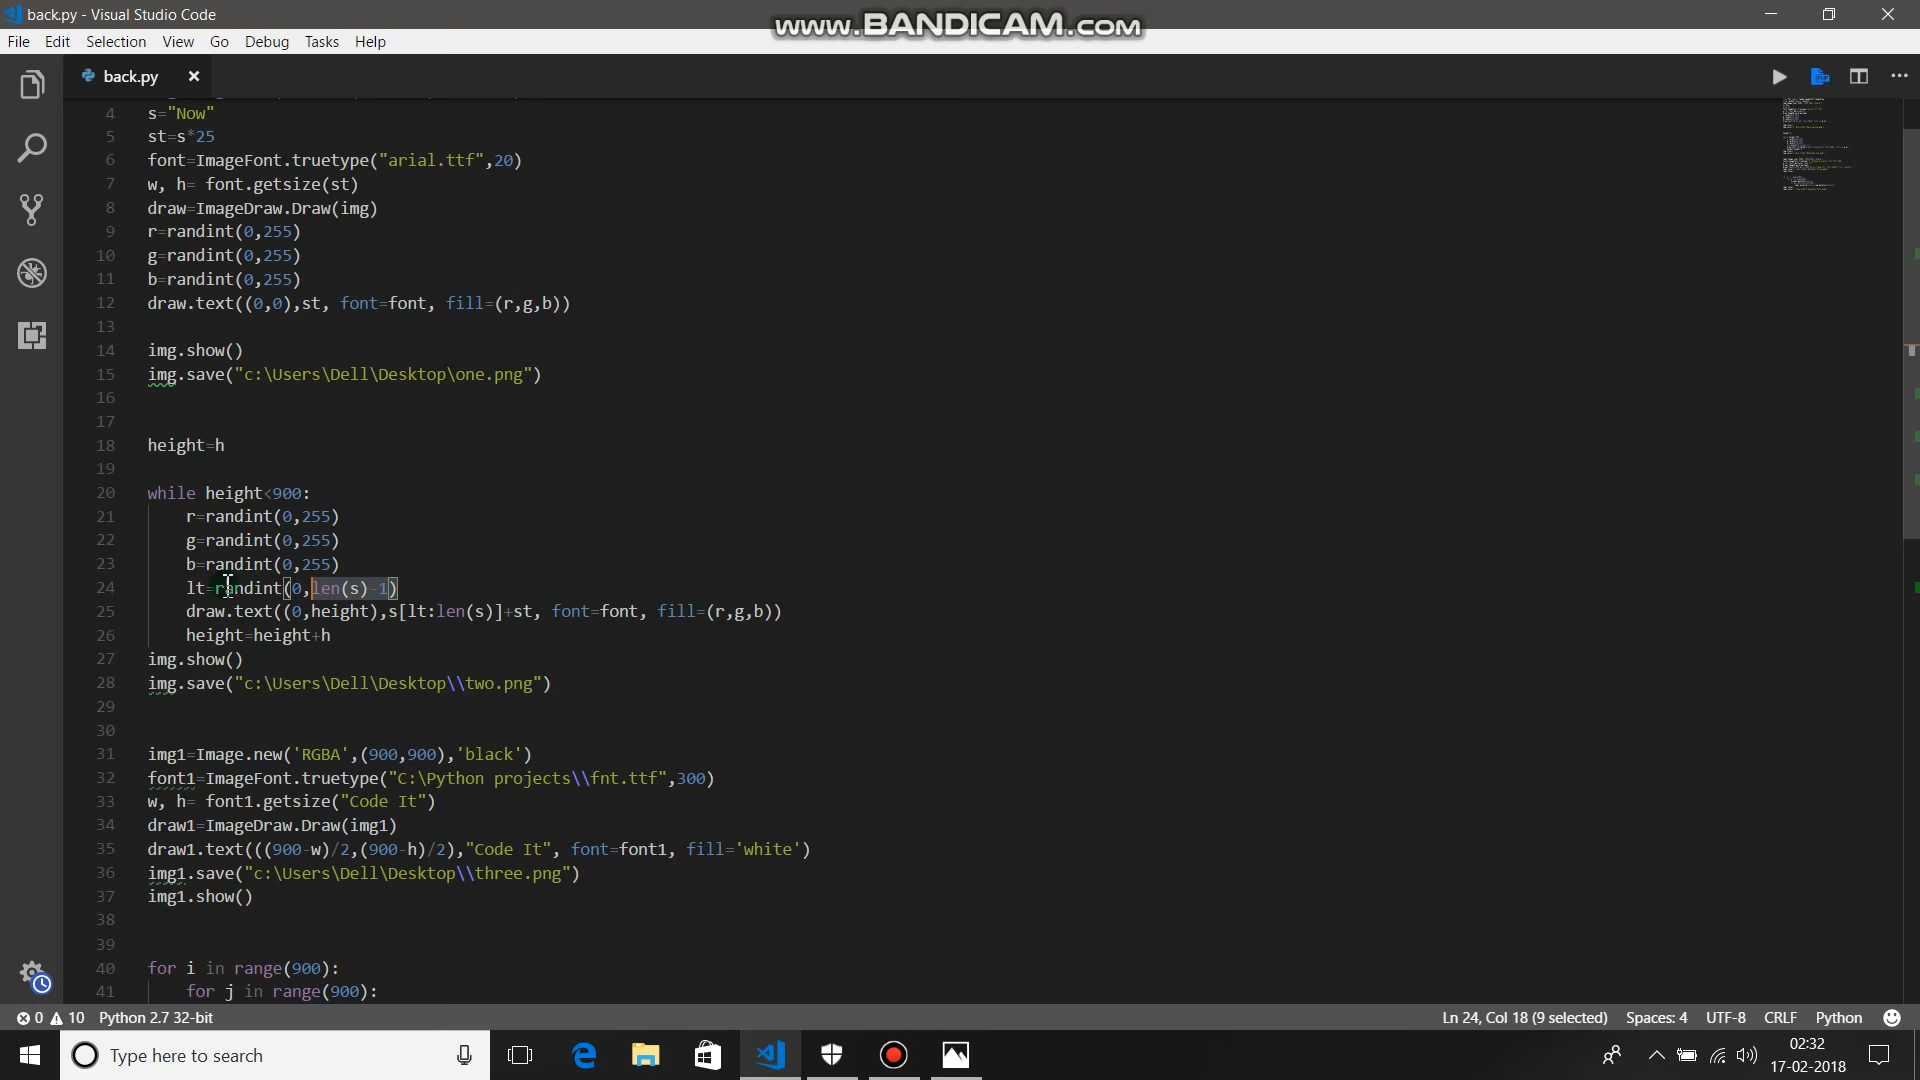 back.py - Visual Studio Code
www.BANDICAM.com
File Edit Selection View Go Debug Tasks Help
back.py
4 s="Now"
5 st=s*25
6 font=ImageFont.truetype("arial.ttf",20)
7 w, h= font.getsize(st)
8 draw=ImageDraw.Draw(img)
9 r=randint(0,255)
10 g=randint(0,255)
11 b=randint(0,255)
12 draw.text((0,0),st, font=font, fill=(r,g,b))
13
14 img.show()
15 img.save("c:\Users\Dell\Desktop\one.png")
16
17
18 height=h
19
20 while height<900:
21 r=randint(0,255)
22 g=randint(0,255)
23 b=randint(0,255)
24 lt=randint(0,len(s)-1)
25 draw.text((0,height),s[lt:len(s)]+st, font=font, fill=(r,g,b))
26 height=height+h
27 img.show()
28 img.save("c:\Users\Dell\Desktop\\two.png")
29
30
31 img1=Image.new('RGBA',(900,900),'black')
32 font1=ImageFont.truetype("C:\Python projects\\fnt.ttf",300)
33 w, h= font1.getsize("Code It")
34 draw1=ImageDraw.Draw(img1)
35 draw1.text(((900-w)/2,(900-h)/2),"Code It", font=font1, fill='white')
36 img1.save("c:\Users\Dell\Desktop\\three.png")
37 img1.show()
38
39
40 for i in range(900):
41 for j in range(900):
0 10 Python 2.7 32-bit Ln 24, Col 18 (9 selected) Spaces: 4 UTF-8 CRLF Python
Type here to search
02:32
17-02-2018